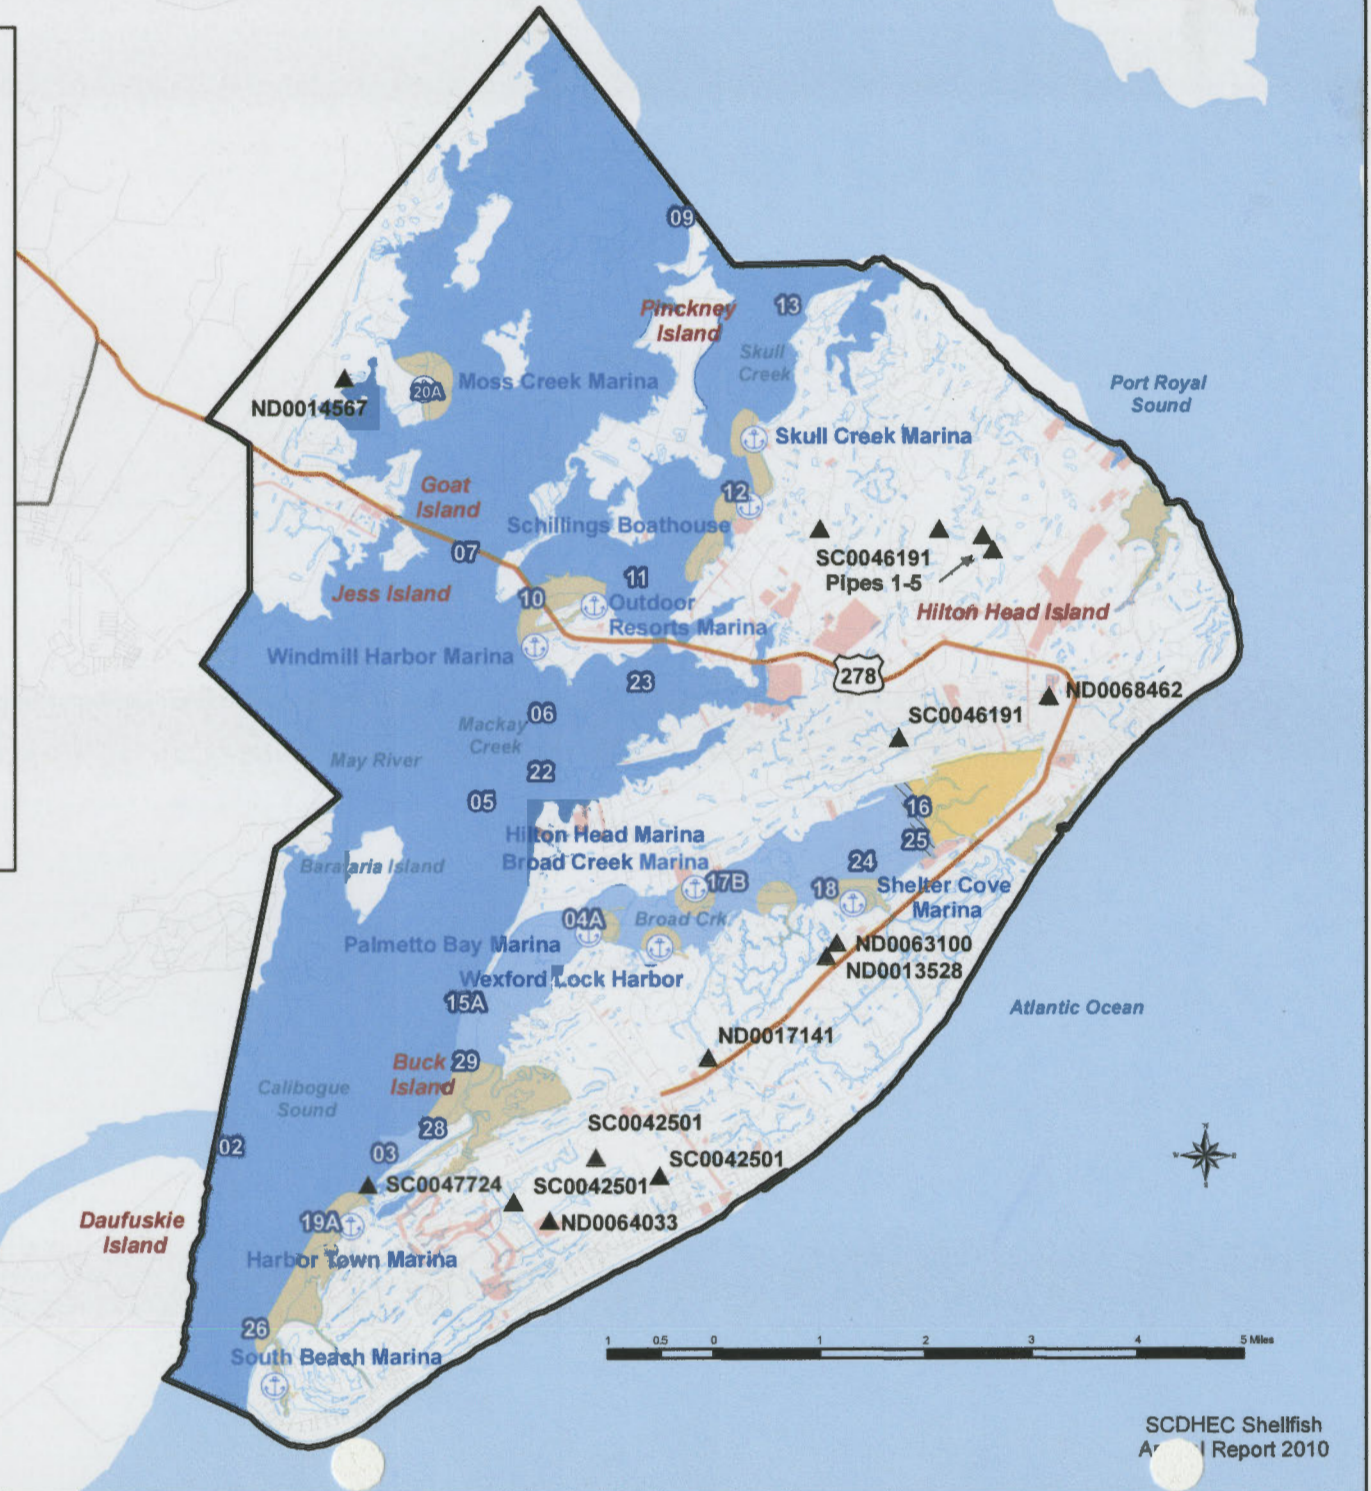 09
Pinckney
Island
13
Skull
Creek
Port Royal
Sound
Moss Creek Marina
20A
ND0014567
Skull Creek Marina
Goat
Island
12
Schillings Boathouse
07
SC0046191
Pipes 1-5
11
Jess Island
10
Outdoor
Resorts Marina
Hilton Head Island
Windmill Harbor Marina
278
23
ND0068462
06
SC0046191
Mackay
Creek
May River
22
05
16
Hilton Head Marina
25
Broad Creek Marina
24
Barataria Island
17B
18
Shelter Cove
Marina
04A
Broad Crk.
Palmetto Bay Marina
ND0063100
Wexford Lock Harbor
ND0013528
15A
Atlantic Ocean
ND0017141
Buck
Island
29
Calibogue
Sound
SC0042501
28
02
03
SC0042501
SC0047724
SC0042501
Daufuskie
Island
19A
ND0064033
Harbor Town Marina
26
South Beach Marina
1 0.5 0 1 2 3 4 5 Miles
SCDHEC Shellfish
Report 2010